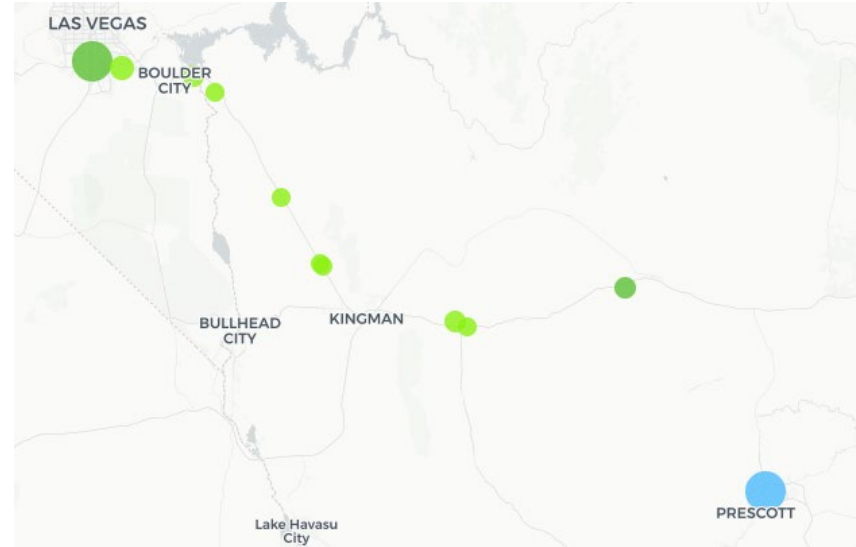 LAS VEGAS
BOULDER
CITY
BULLHEAD
CITY
KINGMAN
Lake Havasu
City
PRESCOTT